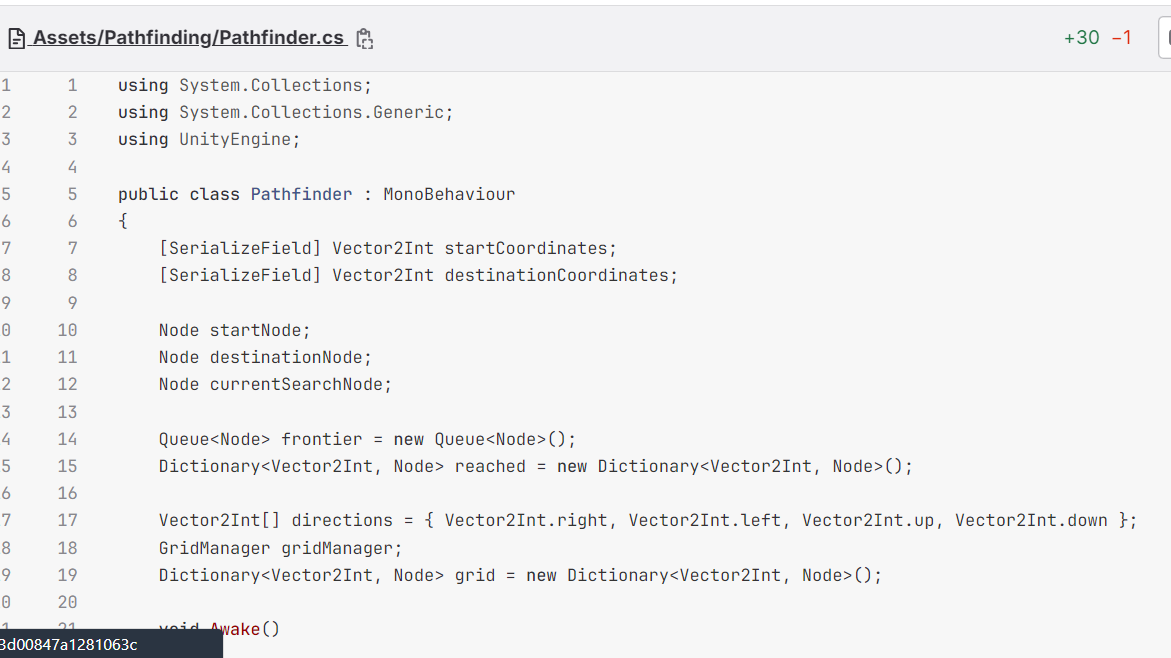 Assets/Pathfinding/Pathfinder.cs +30 −1
1 1 using System.Collections;
2 2 using System.Collections.Generic;
3 3 using UnityEngine;
4 4
5 5 public class Pathfinder : MonoBehaviour
6 6 {
7 7 [SerializeField] Vector2Int startCoordinates;
8 8 [SerializeField] Vector2Int destinationCoordinates;
9 9
0 10 Node startNode;
1 11 Node destinationNode;
2 12 Node currentSearchNode;
3 13
4 14 Queue<Node> frontier = new Queue<Node>();
5 15 Dictionary<Vector2Int, Node> reached = new Dictionary<Vector2Int, Node>();
6 16
7 17 Vector2Int[] directions = { Vector2Int.right, Vector2Int.left, Vector2Int.up, Vector2Int.down };
8 18 GridManager gridManager;
9 19 Dictionary<Vector2Int, Node> grid = new Dictionary<Vector2Int, Node>();
0 20
1 21 void Awake()
3d00847a1281063c